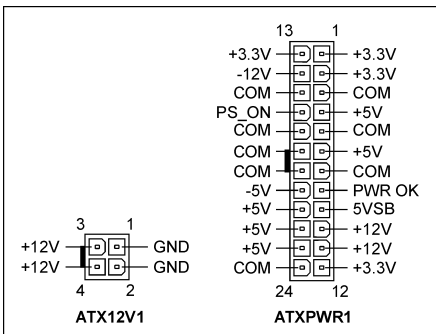 13 1
+3.3V +3.3V
-12V +3.3V
COM COM
PS_ON +5V
COM COM
COM +5V
COM COM
-5V PWR OK
+5V 5VSB
+5V +12V
+5V +12V
COM +3.3V
24 12
ATXPWR1
3 1
+12V GND
+12V GND
4 2
ATX12V1